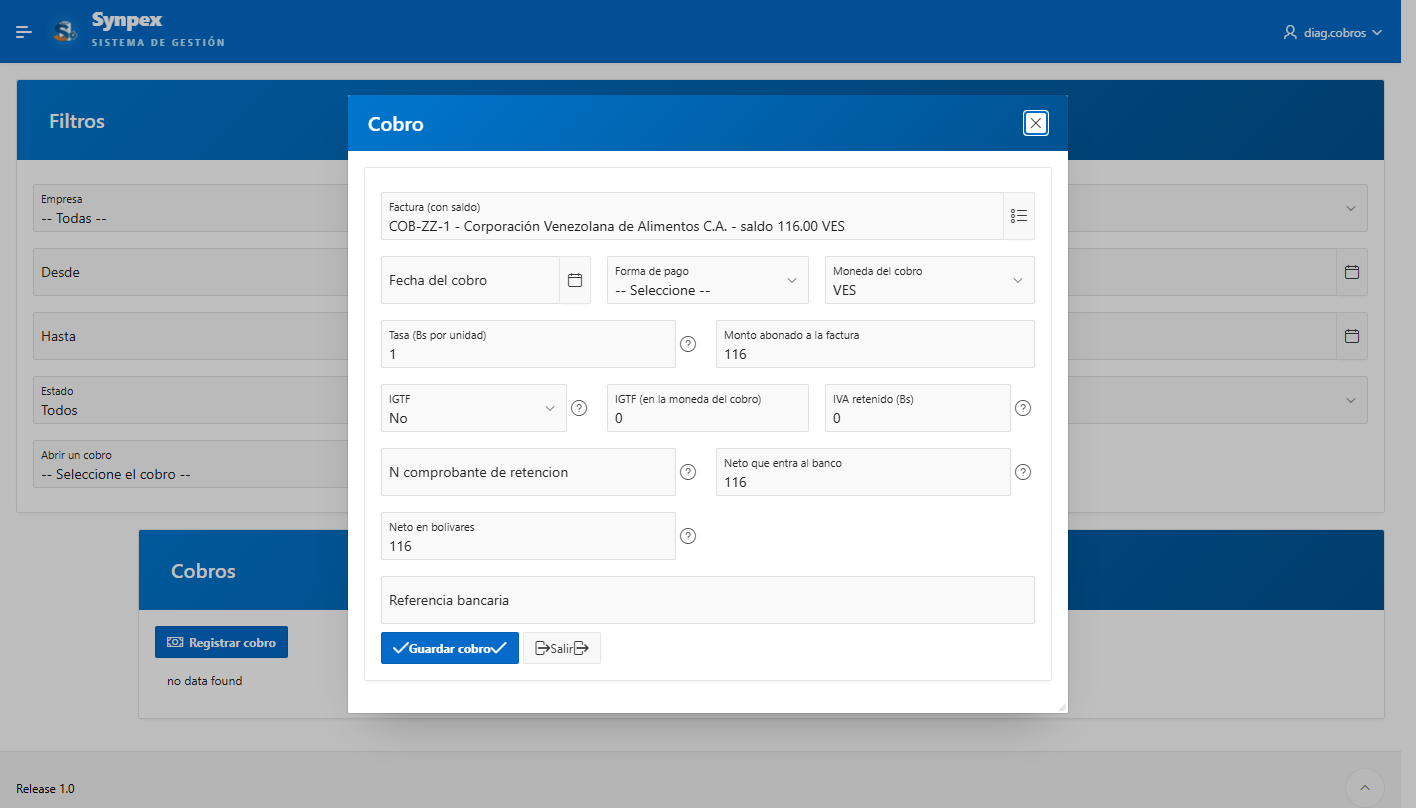 Synpex
SISTEMA DE GESTIÓN
diag.cobros
Filtros
Empresa
-- Todas --
Desde
Hasta
Estado
Todos
Abrir un cobro
-- Seleccione el cobro --
Cobros
Registrar cobro
no data found
Cobro
Factura (con saldo)
COB-ZZ-1 - Corporación Venezolana de Alimentos C.A. - saldo 116.00 VES
Fecha del cobro
Forma de pago
-- Seleccione --
Moneda del cobro
VES
Tasa (Bs por unidad)
1
Monto abonado a la factura
116
IGTF
No
IGTF (en la moneda del cobro)
0
IVA retenido (Bs)
0
N comprobante de retencion
Neto que entra al banco
116
Neto en bolivares
116
Referencia bancaria
Guardar cobro
Salir
Release 1.0